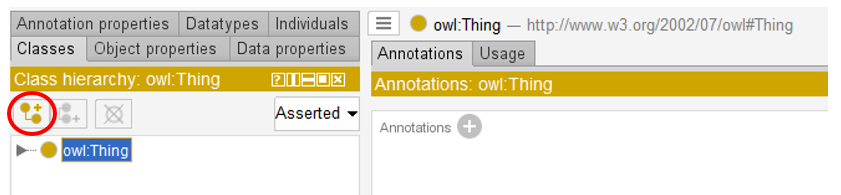 Annotation properties Datatypes Individuals
Classes Object properties Data properties
Class hierarchy: owl:Thing
Asserted
owl:Thing
owl:Thing — http://www.w3.org/2002/07/owl#Thing
Annotations Usage
Annotations: owl:Thing
Annotations